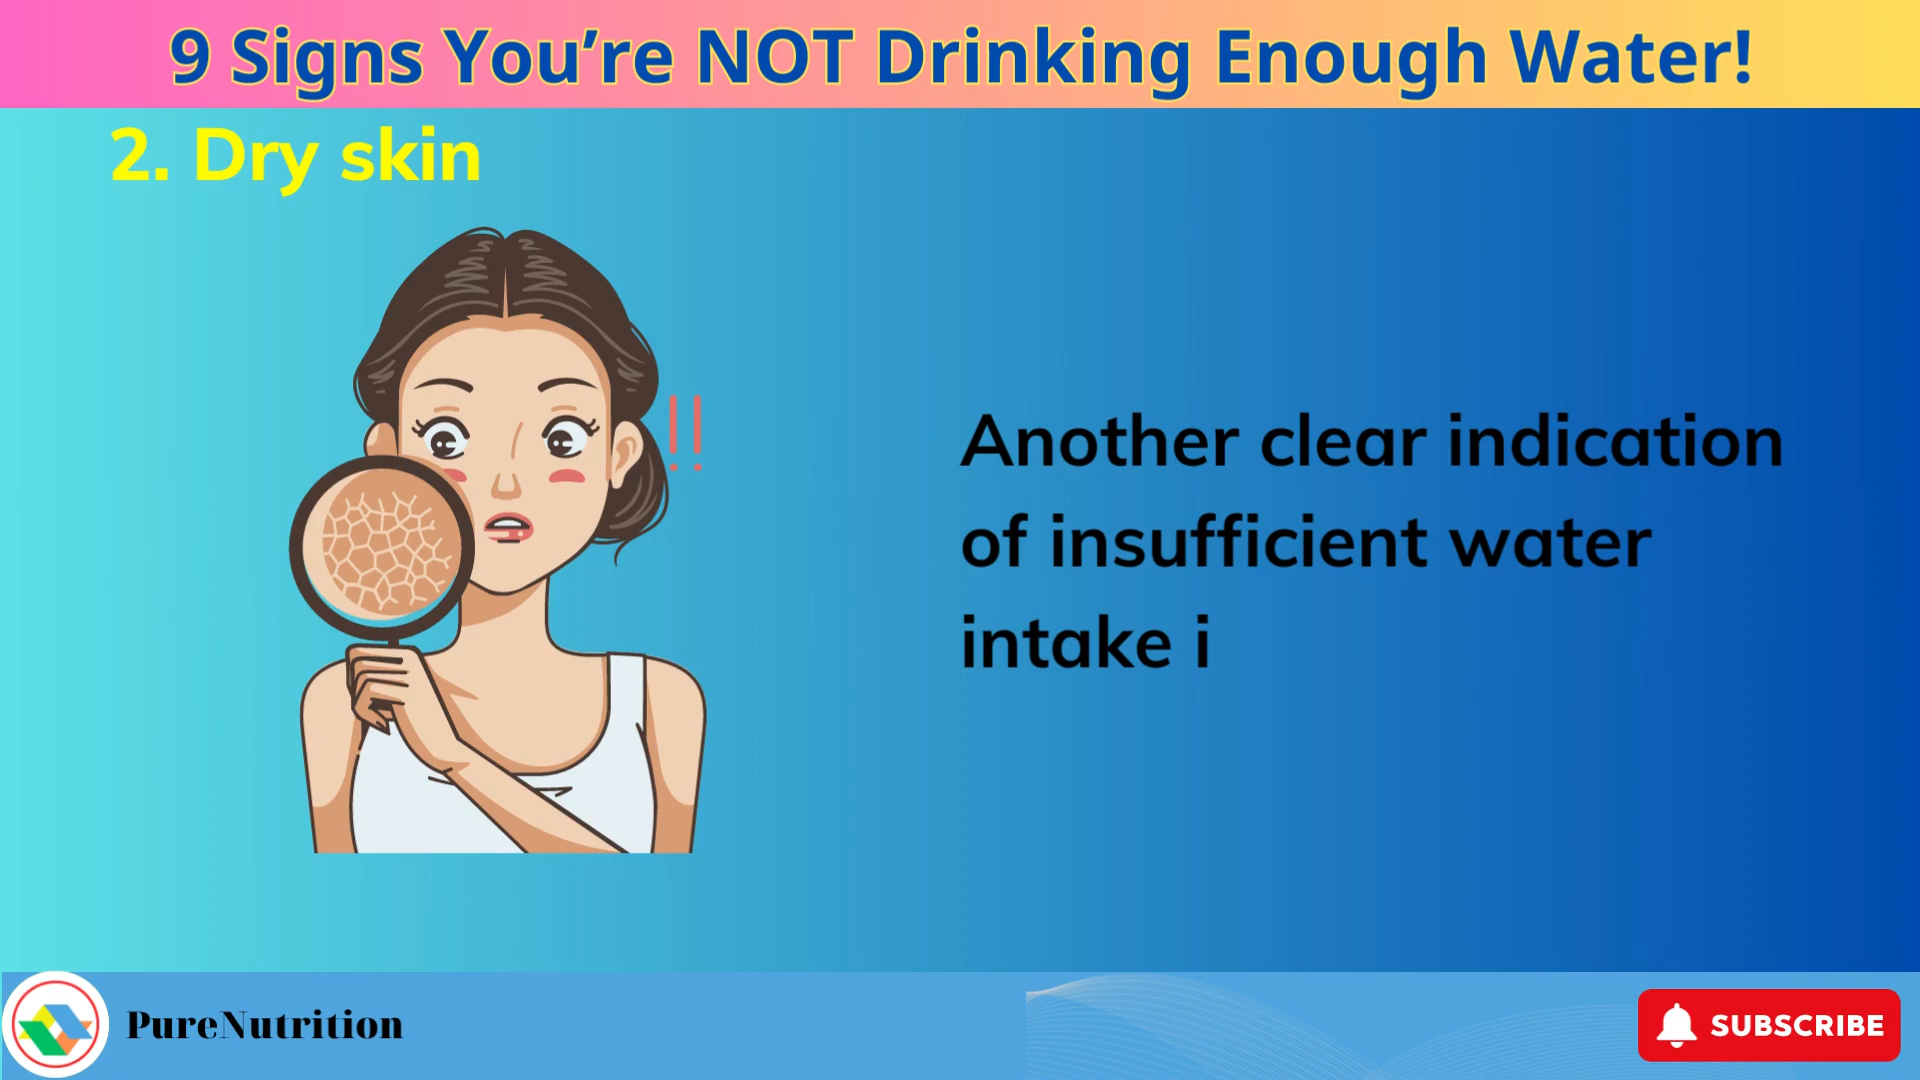 9 Signs You’re NOT Drinking Enough Water!
2. Dry skin
!!
Another clear indication
of insufficient water
intake i
PureNutrition
SUBSCRIBE